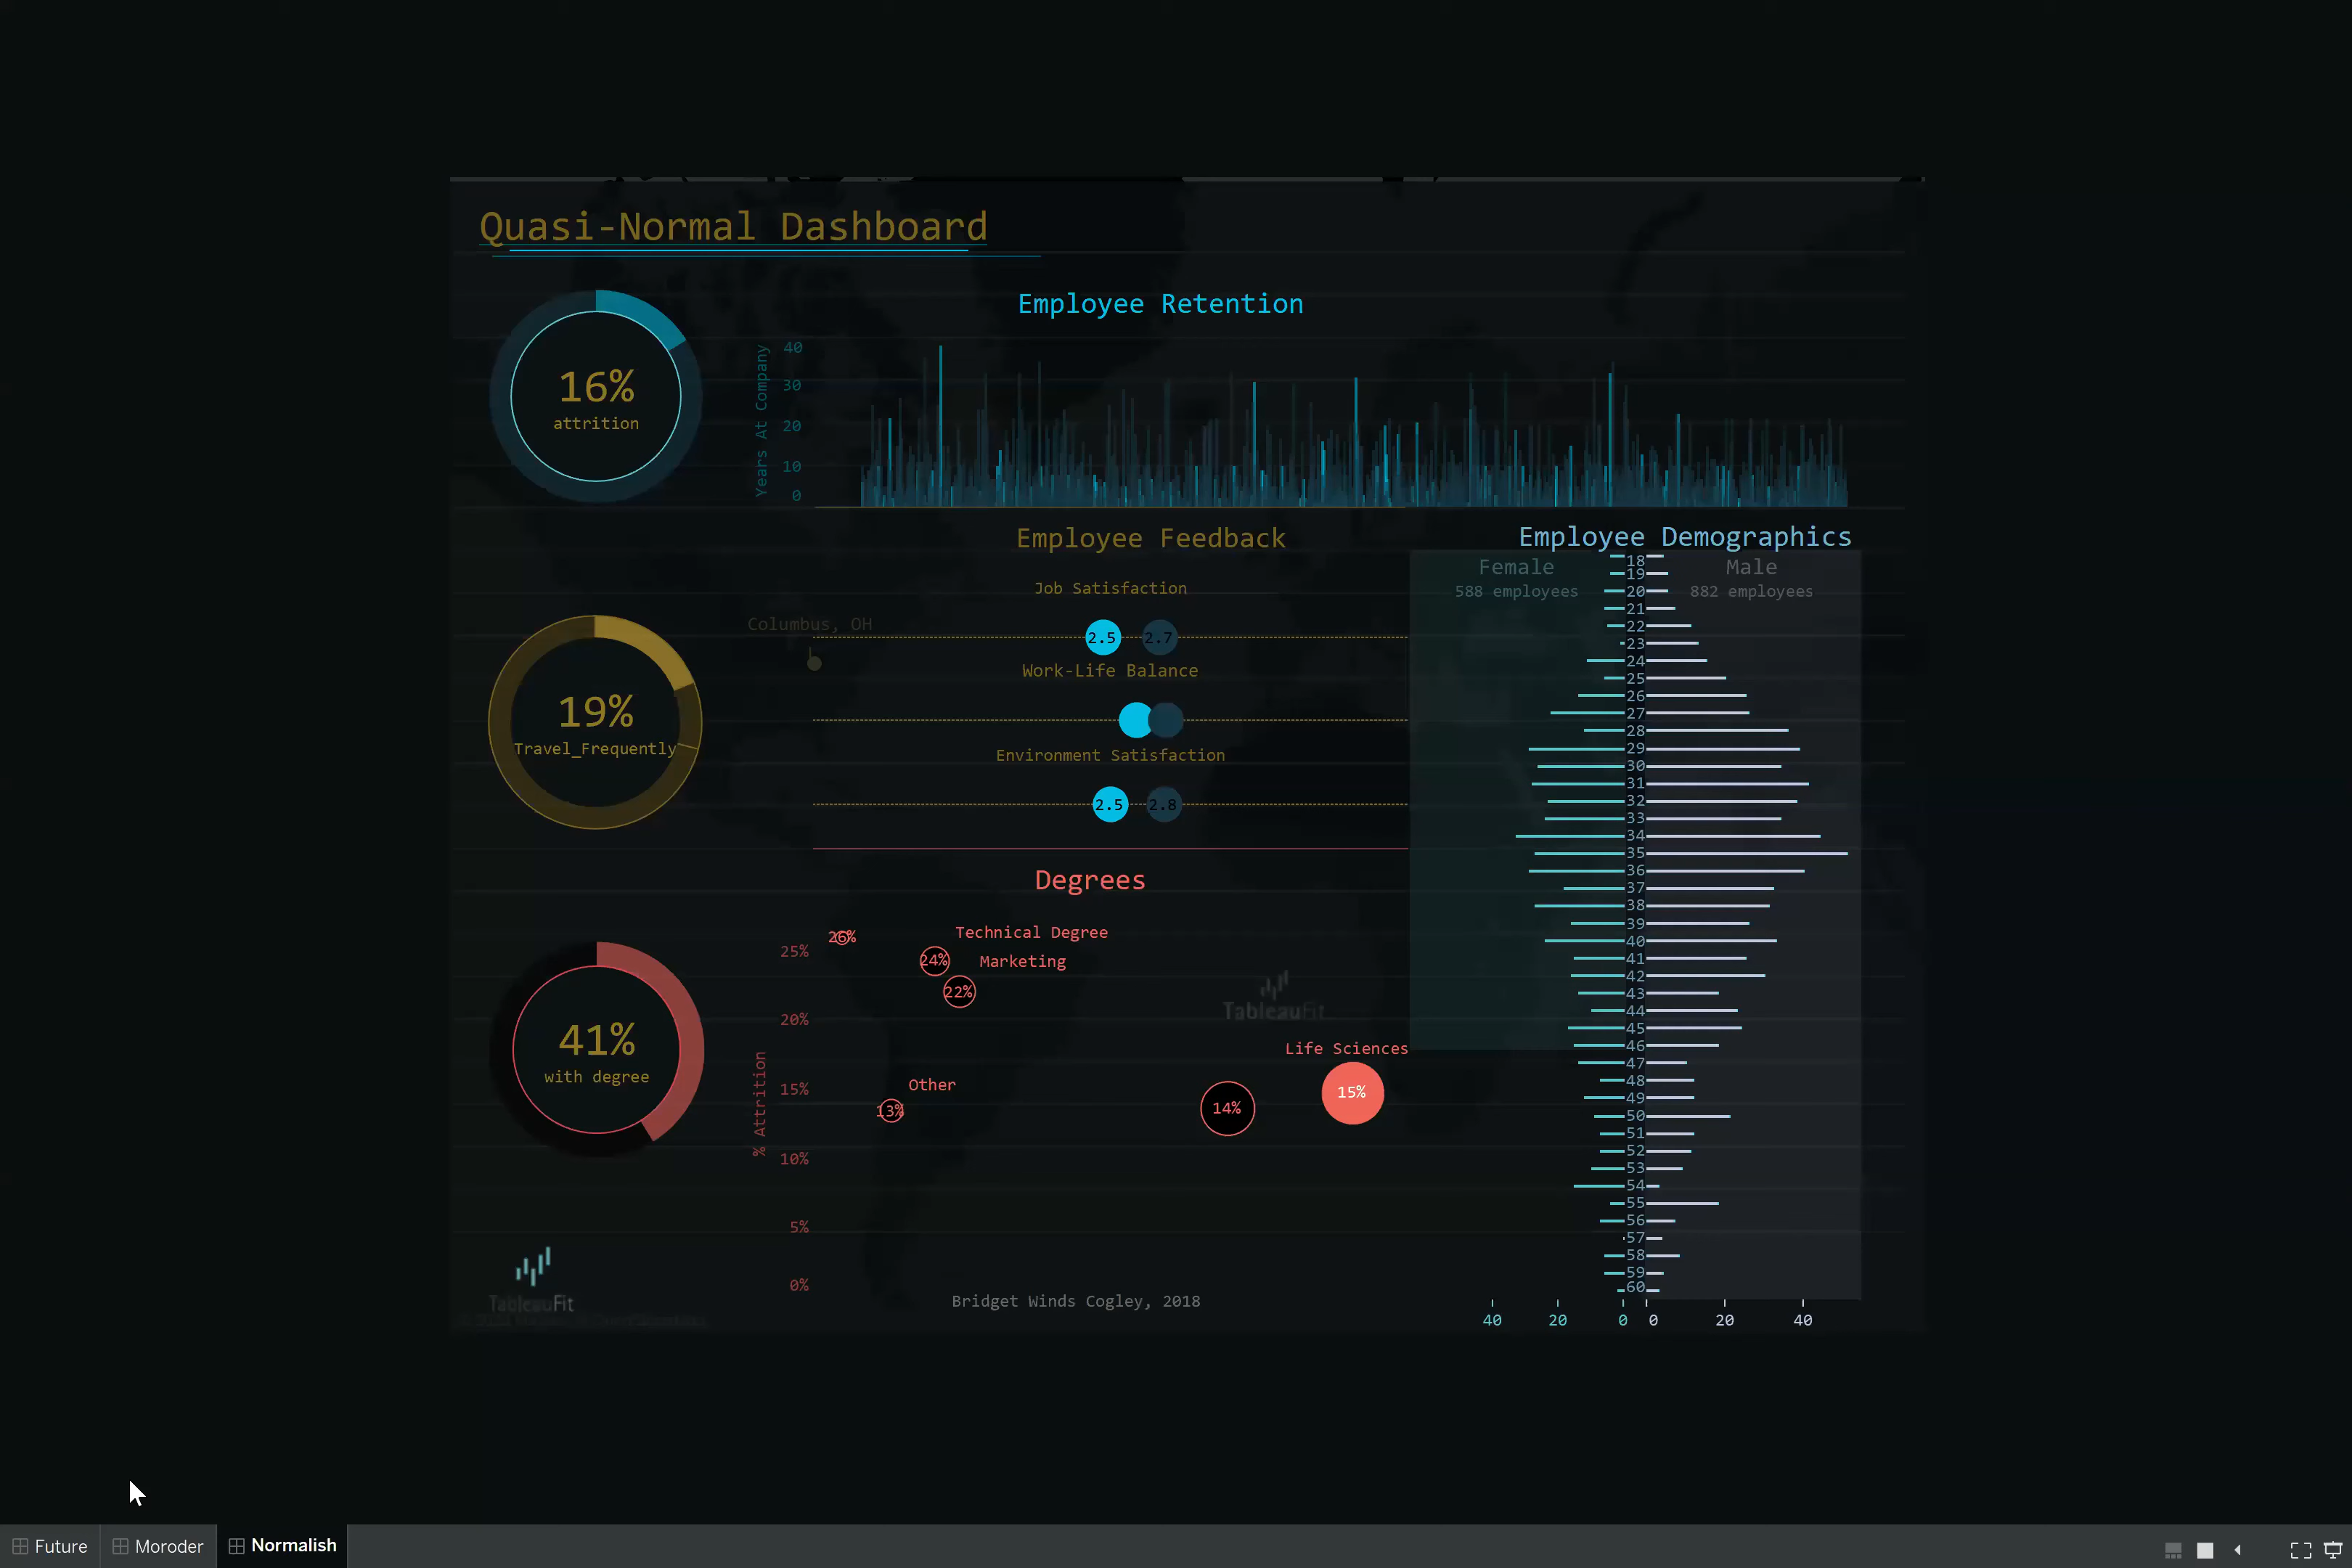 Quasi-Normal Dashboard
Employee Retention
16%
attrition
Years At Company
40
30
20
10
0
Employee Feedback
Job Satisfaction
2.5
2.7
Work-Life Balance
Environment Satisfaction
2.5
2.8
Columbus, OH
19%
Travel_Frequently
Employee Demographics
Female
588 employees
Male
882 employees
18
19
20
21
22
23
24
25
26
27
28
29
30
31
32
33
34
35
36
37
38
39
40
41
42
43
44
45
46
47
48
49
50
51
52
53
54
55
56
57
58
59
60
40 20 0 0 20 40
Degrees
41%
with degree
% Attrition
25%
20%
15%
10%
5%
0%
26%
Technical Degree
24%
Marketing
22%
TableauFit
Life Sciences
15%
14%
Other
13%
TableauFit
Bridget Winds Cogley, 2018
Future
Moroder
Normalish